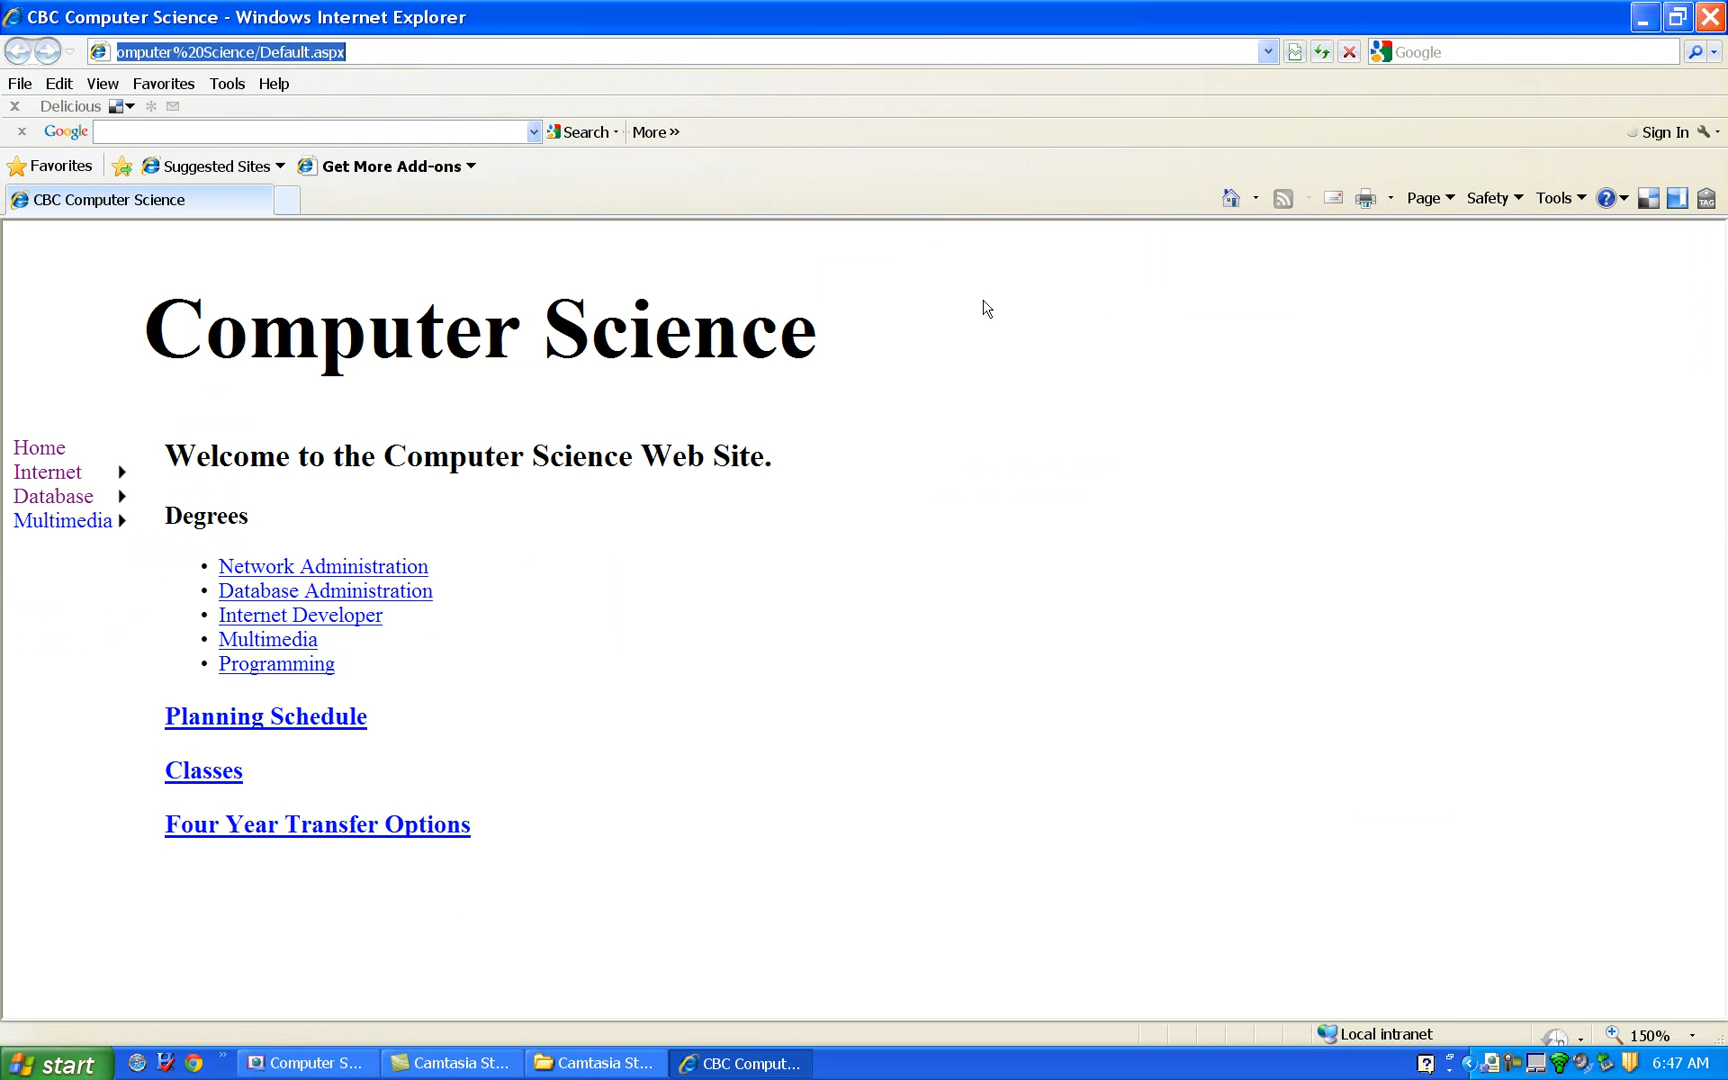 CBC Computer Science - Windows Internet Explorer
omputer%20Science/Default.aspx
Google
File Edit View Favorites Tools Help
x Delicious
x Google Search More »
Sign In
Favorites Suggested Sites Get More Add-ons
CBC Computer Science
Page Safety Tools
TAG
Computer Science
Home
Internet
Database
Multimedia
Welcome to the Computer Science Web Site.
Degrees
• Network Administration
• Database Administration
• Internet Developer
• Multimedia
• Programming
Planning Schedule
Classes
Four Year Transfer Options
Local intranet
150%
start
Computer S...
Camtasia St...
Camtasia St...
CBC Comput...
6:47 AM